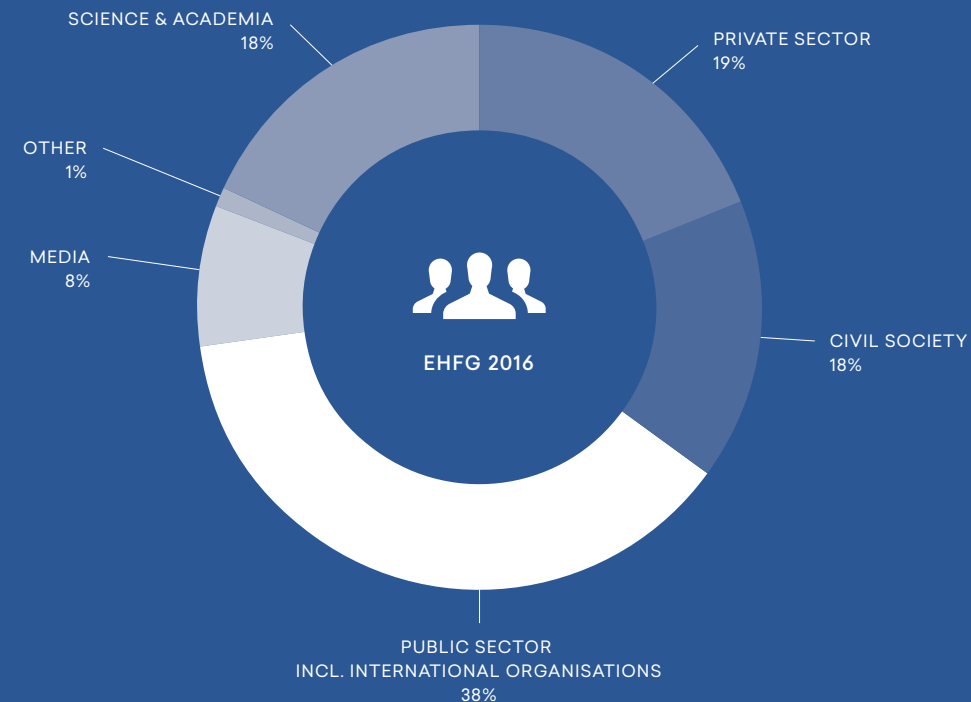 SCIENCE & ACADEMIA
18%
PRIVATE SECTOR
19%
OTHER
1%
MEDIA
8%
EHFG 2016
CIVIL SOCIETY
18%
PUBLIC SECTOR
INCL. INTERNATIONAL ORGANISATIONS
38%